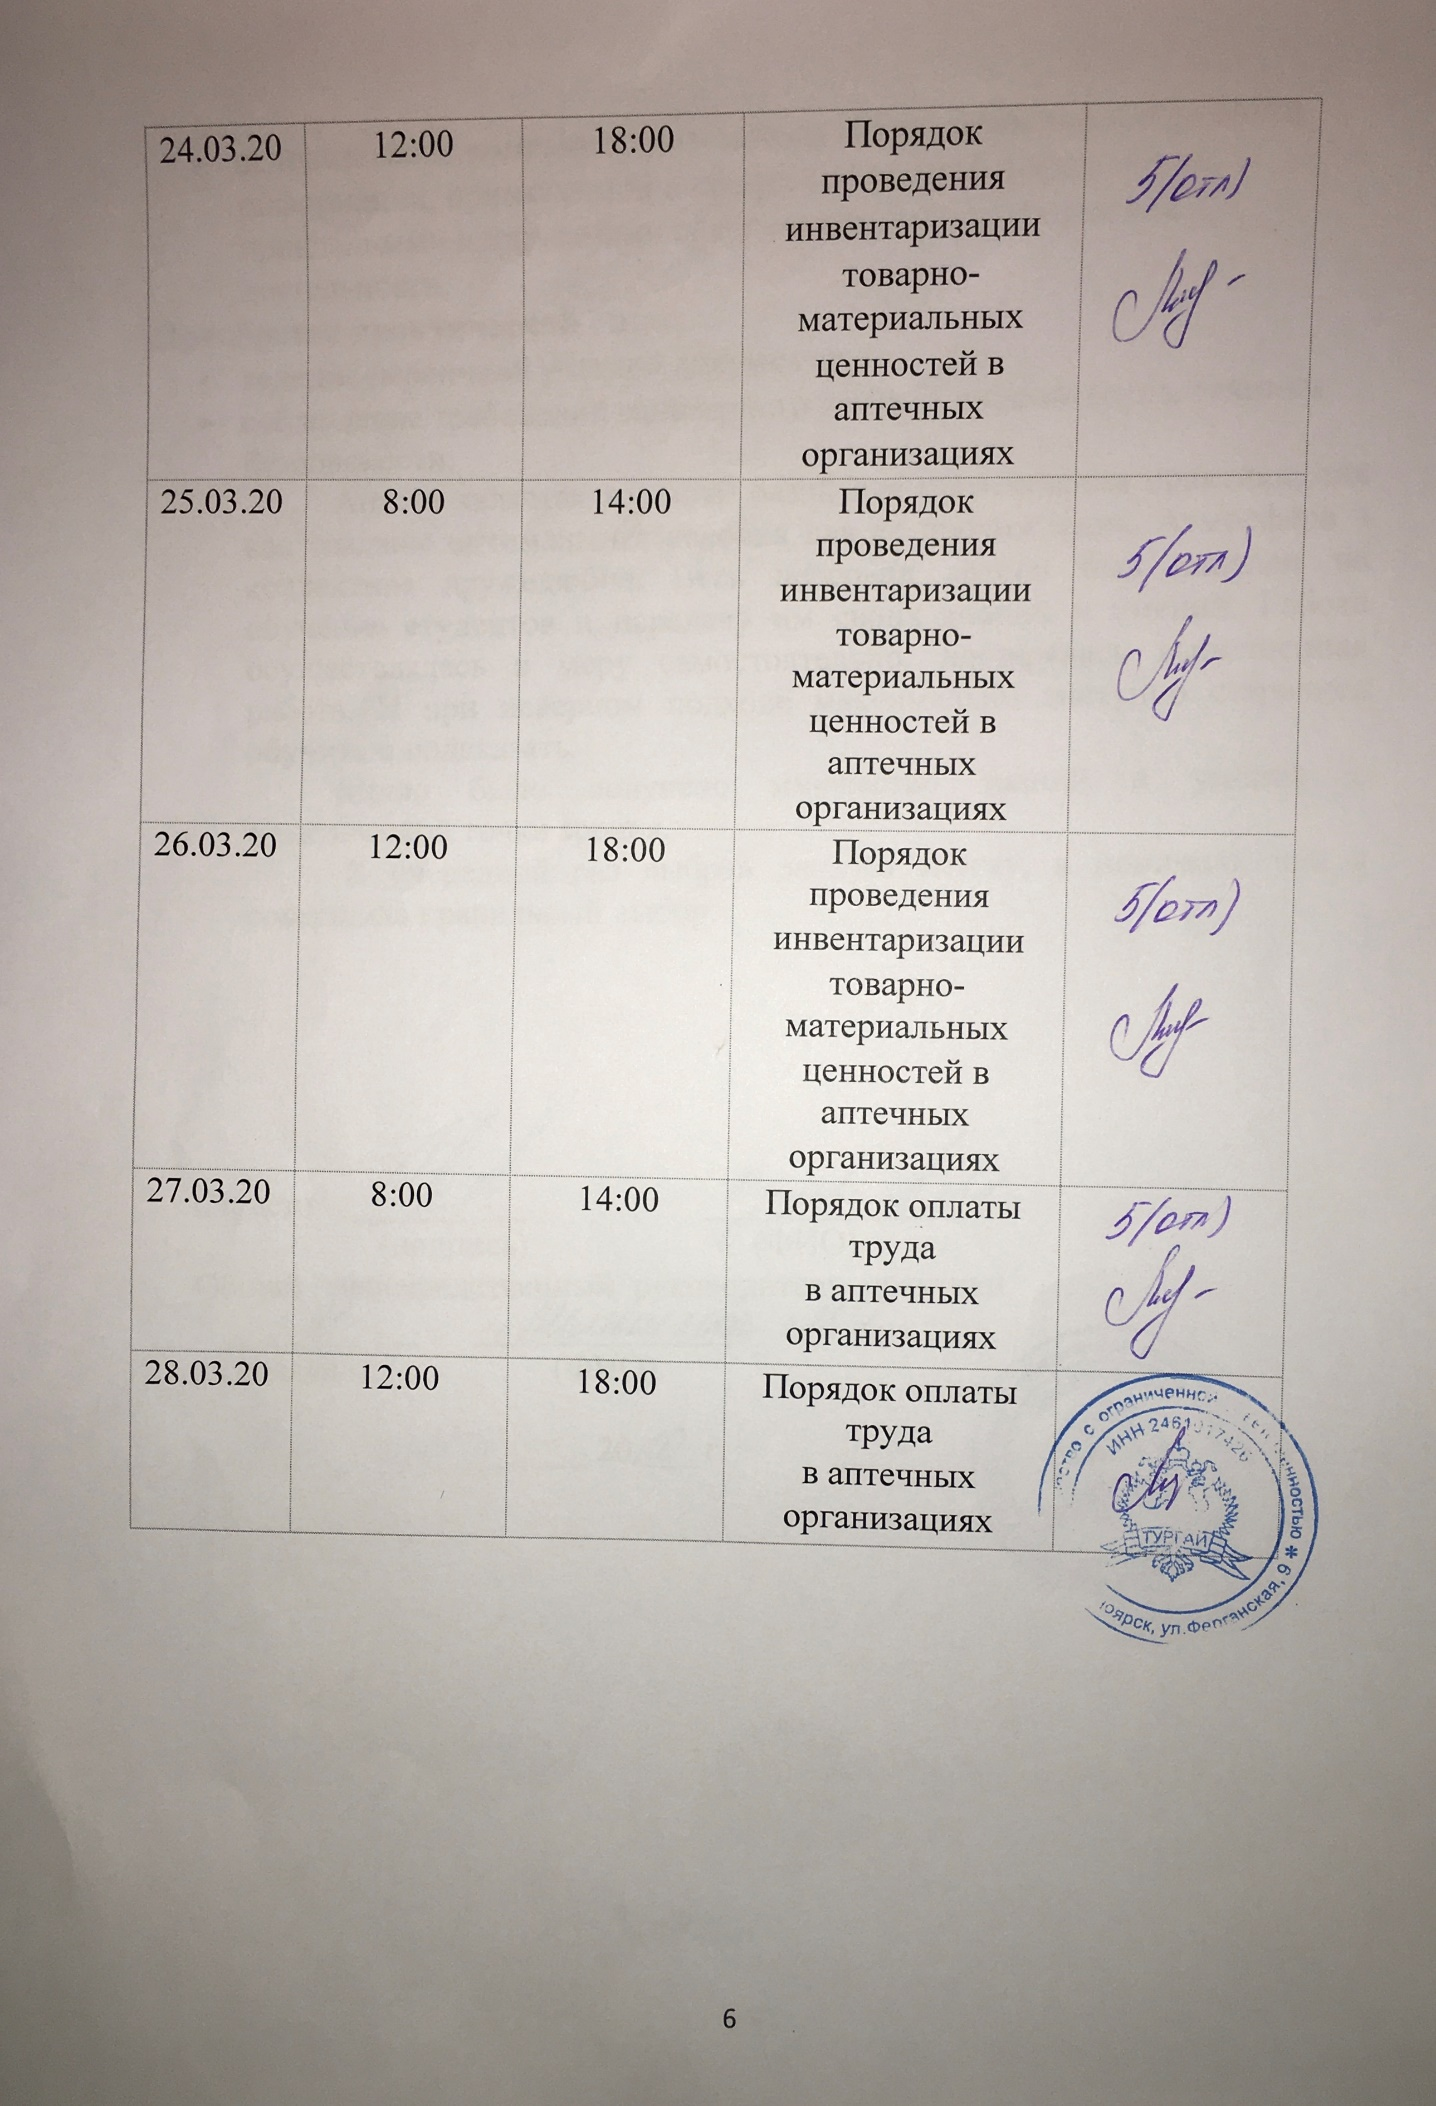 24.03.20 12:00 18:00 Порядок
проведения
инвентаризации
товарно-
материальных
ценностей в
аптечных
организациях
5(отл)
25.03.20 8:00 14:00 Порядок
проведения
инвентаризации
товарно-
материальных
ценностей в
аптечных
организациях
5(отл)
26.03.20 12:00 18:00 Порядок
проведения
инвентаризации
товарно-
материальных
ценностей в
аптечных
организациях
5(отл)
27.03.20 8:00 14:00 Порядок оплаты
труда
в аптечных
организациях
5(отл)
28.03.20 12:00 18:00 Порядок оплаты
труда
в аптечных
организациях
с ограниченной
ИНН
ТУРГАЙ
ул.Ферганская, 9 *
6